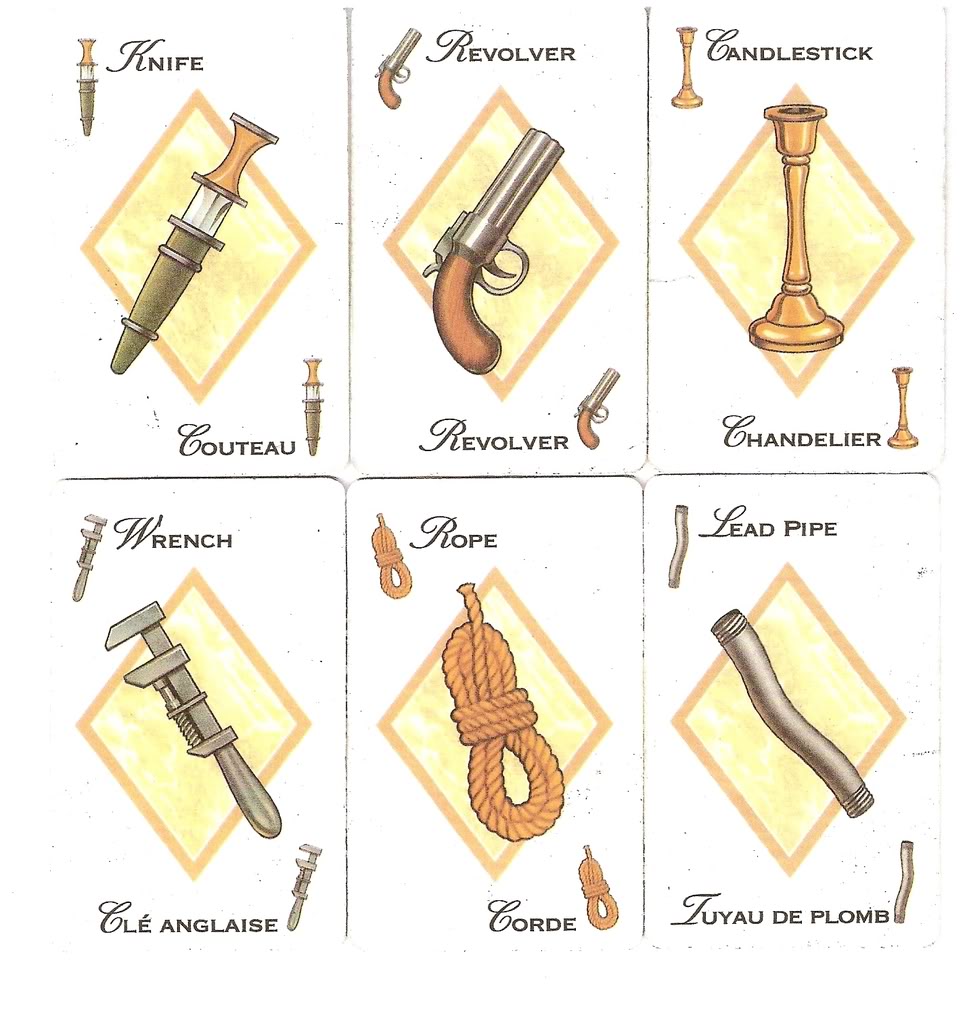 Knife
Revolver
Candlestick
Couteau
Revolver
Chandelier
Wrench
Rope
Lead Pipe
Clé anglaise
Corde
Tuyau de plomb